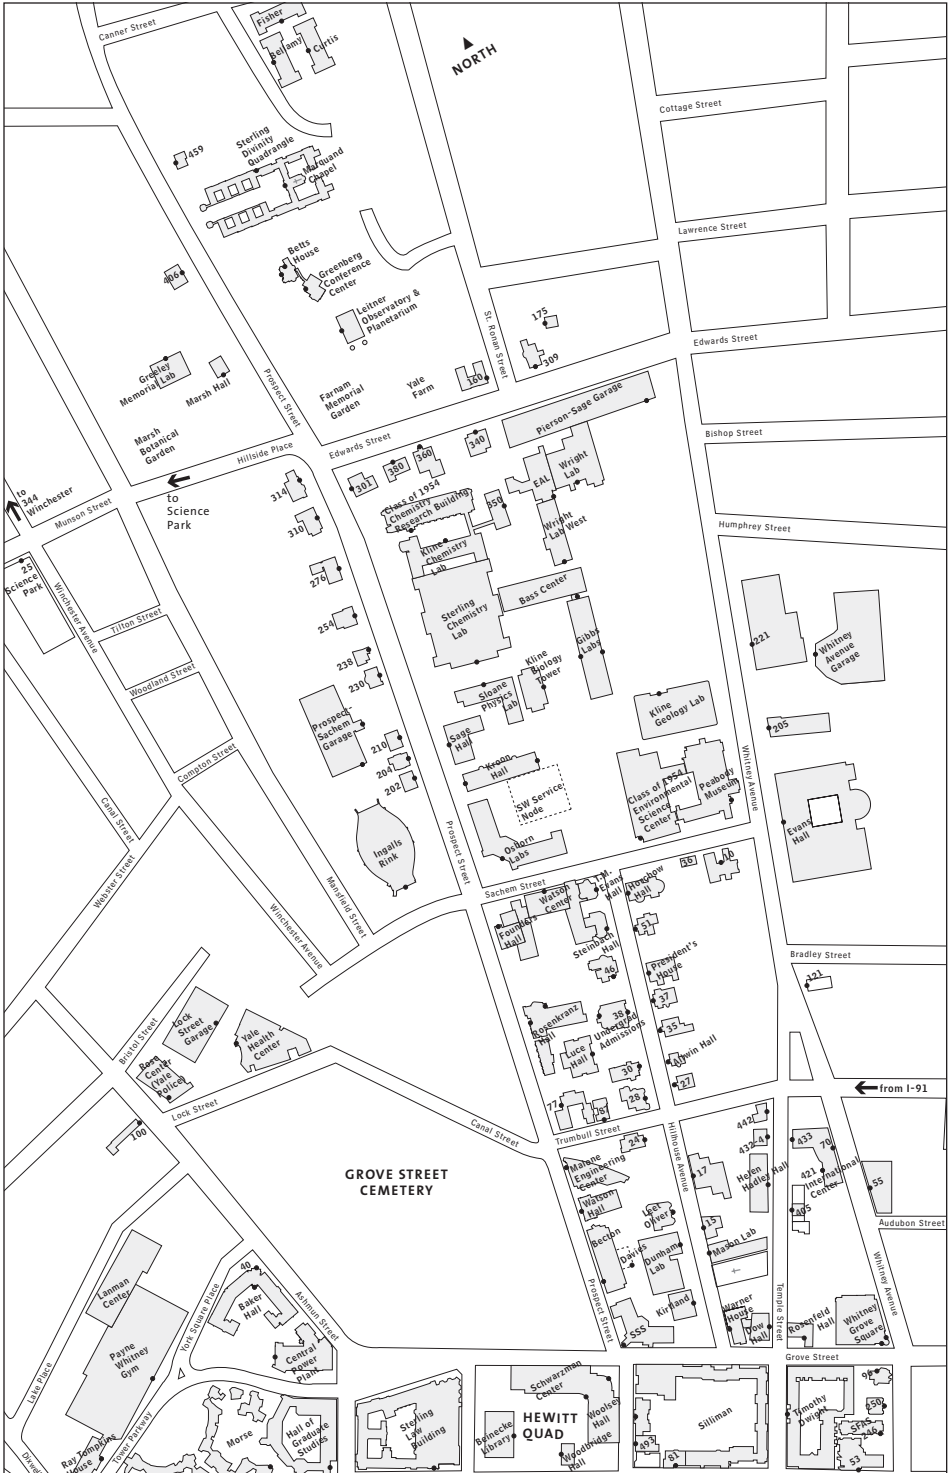 Canner Street
Fisher
Bellamy
Curtis
NORTH
Cottage Street
459
Sterling
Divinity
Quadrangle
Marquand
Chapel
Lawrence Street
406
Betts
House
Greenberg
Conference
Center
Leitner
Observatory &
Planetarium
St. Ronan Street
175
309
Edwards Street
Greeley
Memorial Lab
Marsh Hall
Prospect Street
Farnam
Memorial
Garden
Yale
Farm
160
Pierson-Sage Garage
Marsh
Botanical
Garden
Hillside Place
Edwards Street
Bishop Street
to
344
Winchester
Munson Street
to
Science
Park
314
310
301
380
360
340
Class of 1954
Chemistry
Research Building
350
EAL
Wright
Lab
Wright
Lab West
Humphrey Street
25
Science
Park
Winchester Avenue
276
Kline
Chemistry
Lab
Bass Center
Tilton Street
254
Sterling
Chemistry
Lab
Gibbs
Labs
221
Whitney
Avenue
Garage
Woodland Street
238
230
Kline
Biology
Tower
Sloane
Physics
Lab
Kline
Geology Lab
205
Prospect-
Sachem
Garage
210
204
202
Sage
Hall
Kroon
Hall
SW Service
Node
Compton Street
Class of 1954
Environmental
Science
Center
Peabody
Museum
Whitney Avenue
Evans
Hall
Canal Street
Webster Street
Ingalls
Rink
Prospect Street
Osborn
Labs
Mansfield Street
Winchester Avenue
Sachem Street
36
10
Watson
Center
T.M.
Evans
Hall
Horchow
Hall
Founders
Hall
Steinbach
Hall
51
46
President's
House
Bradley Street
121
37
Rosenkranz
Hall
38
Undergrad
Admissions
35
Luce
Hall
Allwin Hall
30
27
28
77
87
Bristol Street
Lock
Street
Garage
Yale
Health
Center
Rose
Center
(Yale
Police)
Lock Street
100
Canal Street
Trumbull Street
from I-91
24
442
432-4
433
70
421
International
Center
Helen
Hadley Hall
405
55
Audubon Street
GROVE STREET
CEMETERY
Malone
Engineering
Center
Watson
Hall
Hillhouse Avenue
17
15
Leet
Oliver
Becton
Davies
Dunham
Lab
Mason Lab
Kirtland
SSS
Warner
House
Dow
Hall
Temple Street
Rosenfeld
Hall
Whitney
Grove
Square
Whitney Avenue
Prospect Street
Grove Street
Lanman
Center
Payne
Whitney
Gym
40
Baker
Hall
York Square Place
Ashmun Street
Central
Power
Plant
Lake Place
Tower Parkway
Ray Tompkins
House
Dixwell
Morse
Hall of
Graduate
Studies
Sterling
Law
Building
Schwarzman
Center
HEWITT
QUAD
Beinecke
Library
Woolsey
Hall
Woodbridge
Hall
Silliman
493
81
Timothy
Dwight
SFAS
246
53